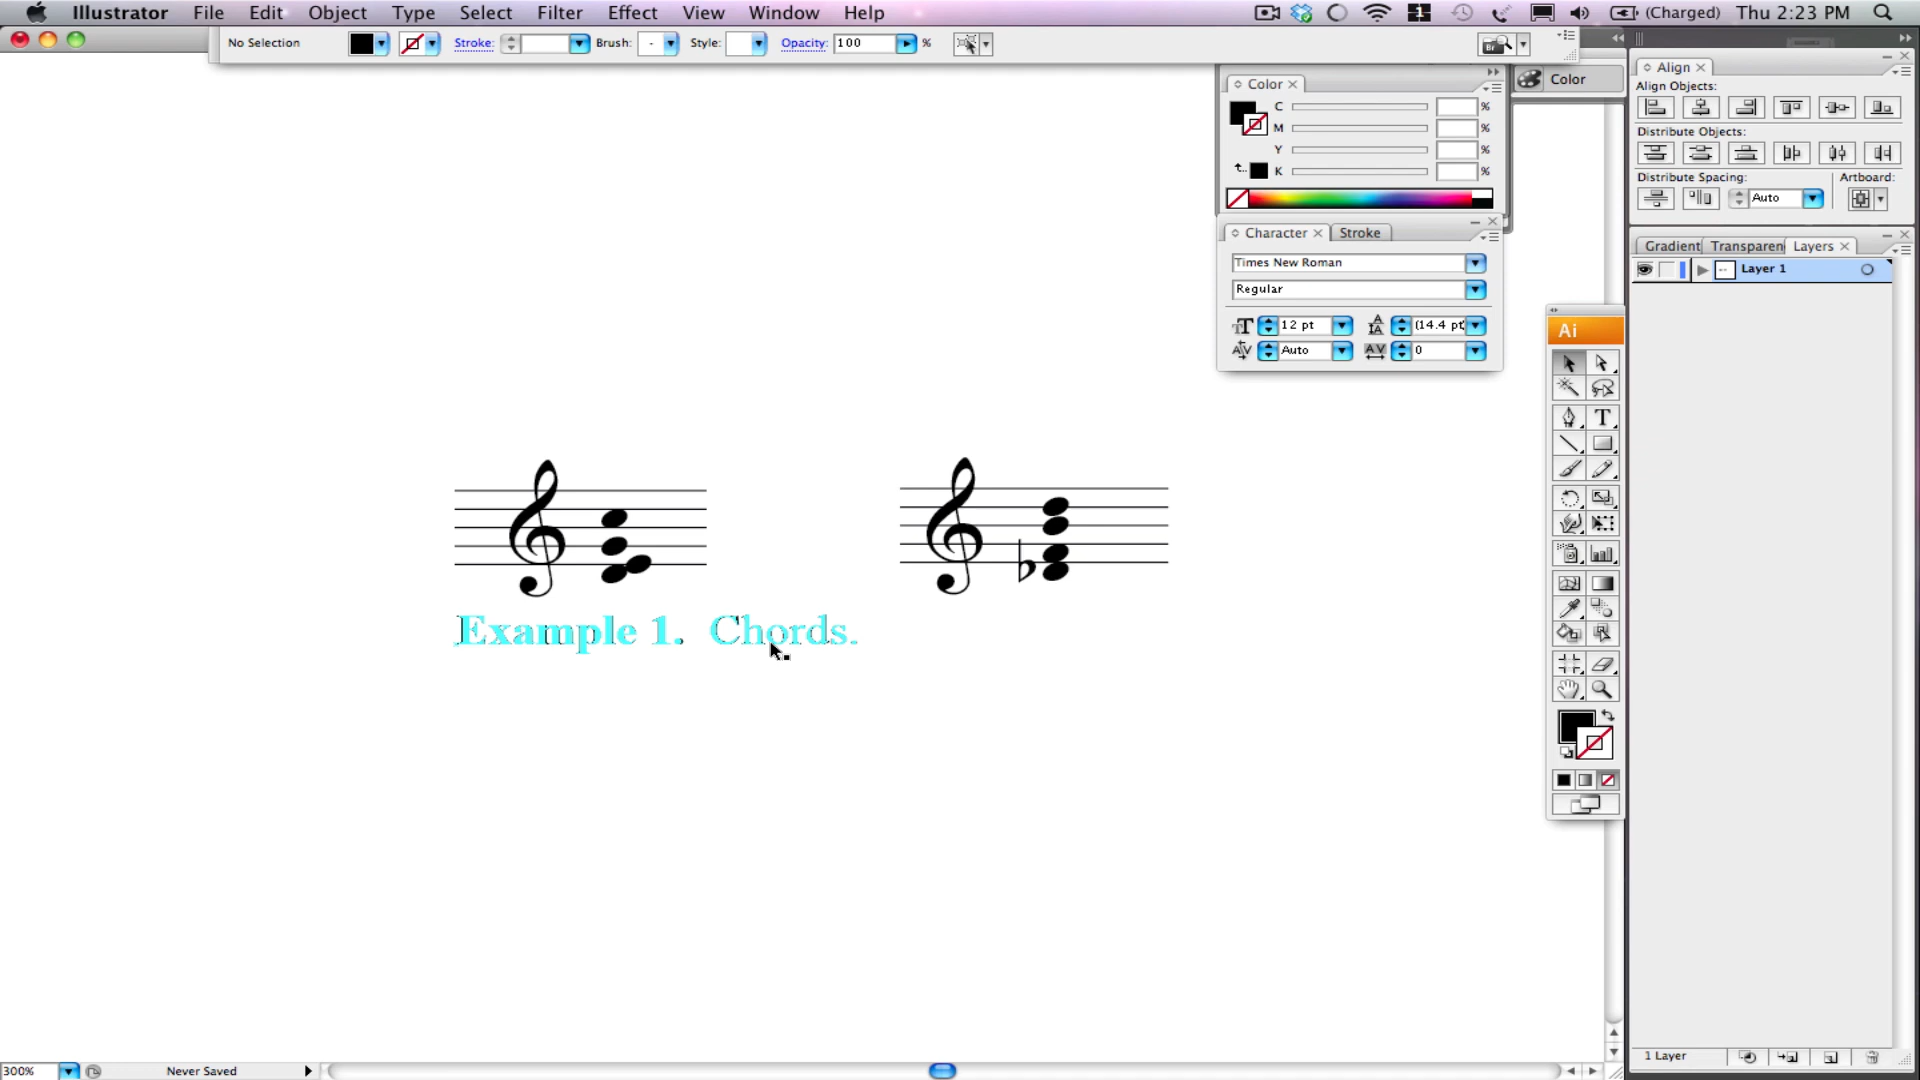 Illustrator File Edit Object Type Select Filter Effect View Window Help
1 (Charged) Thu 2:23 PM
No Selection Stroke: Brush: - Style: Opacity: 100 % Br
Color
Color
C %
M %
Y %
K %
Character Stroke
Times New Roman
Regular
12 pt (14.4 pt
Auto 0
Align
Align Objects:
Distribute Objects:
Distribute Spacing: Artboard:
Auto
Gradient Transparen Layers
Layer 1
Ai
T
Example 1. Chords.
1 Layer
300% Never Saved